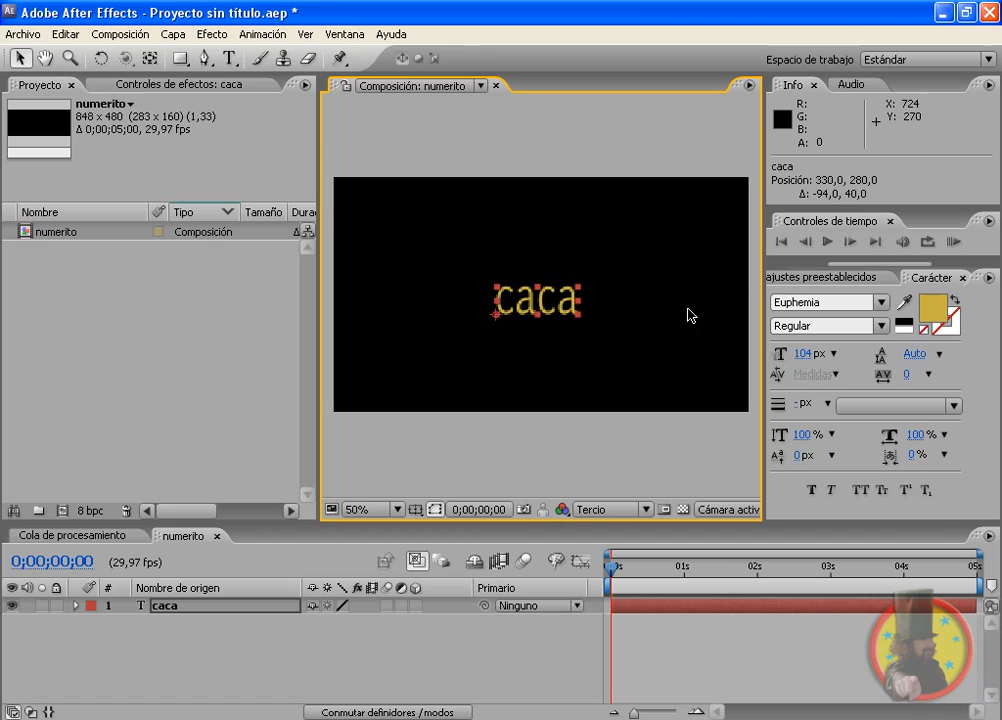 Adobe After Effects - Proyecto sin título.aep *
Archivo Editar Composición Capa Efecto Animación Ver Ventana Ayuda
Espacio de trabajo Estándar
Proyecto × Controles de efectos: caca
Composición: numerito ×
Info × Audio
numerito
848 x 480 (283 x 160) (1,33)
Δ 0;00;05;00, 29,97 fps
R: X: 724
G: Y: 270
B:
A: 0
caca
Posición: 330,0, 280,0
Δ: -94,0, 40,0
Nombre Tipo Tamaño Dura
numerito Composición
Controles de tiempo ×
ajustes preestablecidos Carácter ×
Euphemia
Regular
caca
104 px Auto
Medidas 0
- px
100 % 100 %
0 px 0 %
T T TT Tr T¹ T₁
8 bpc
50% 0;00;00;00 Tercio Cámara activ
Cola de procesamiento numerito ×
0;00;00;00 (29,97 fps)
0s 01s 02s 03s 04s 05s
# Nombre de origen Primario
1 T caca Ninguno
Conmutar definidores / modos